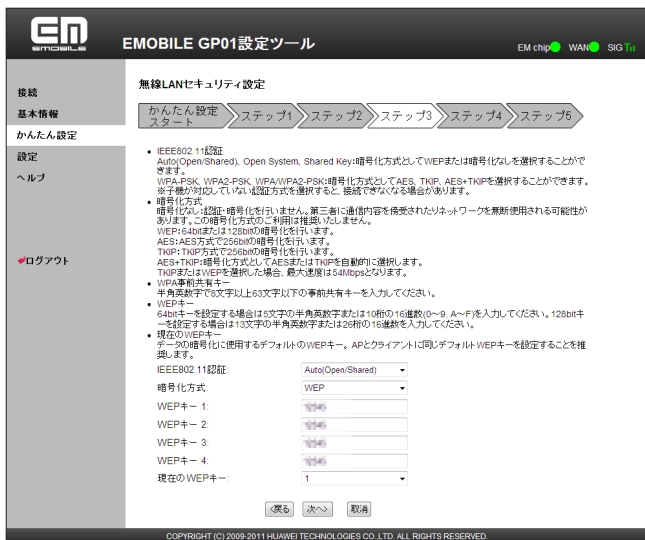 EM
EMOBILE
EMOBILE GP01設定ツール
EM chip WAN SIG
接続
基本情報
かんたん設定
設定
ヘルプ
ログアウト
無線LANセキュリティ設定
かんたん設定
スタート
ステップ1
ステップ2
ステップ3
ステップ4
ステップ5
• IEEE802.11認証
Auto(Open/Shared), Open System, Shared Key:暗号化方式としてWEPまたは暗号化なしを選択することがで
きます。
WPA-PSK, WPA2-PSK, WPA/WPA2-PSK:暗号化方式としてAES、TKIP、AES+TKIPを選択することができます。
※子機が対応していない認証方式を選択すると、接続できなくなる場合があります。
• 暗号化方式
暗号化なし:認証・暗号化を行いません。第三者に通信内容を傍受されたりネットワークを無断使用される可能性が
あります。この暗号化方式のご利用は推奨いたしません。
WEP:64bitまたは128bitの暗号化を行います。
AES:AES方式で256bitの暗号化を行います。
TKIP:TKIP方式で256bitの暗号化を行います。
AES+TKIP:暗号化方式としてAESまたはTKIPを自動的に選択します。
TKIPまたはWEPを選択した場合、最大速度は54Mbpsとなります。
• WPA事前共有キー
半角英数字で8文字以上63文字以下の事前共有キーを入力してください。
• WEPキー
64bitキーを設定する場合は5文字の半角英数字または10桁の16進数(0～9、A～F)を入力してください。128bitキ
ーを設定する場合は13文字の半角英数字または26桁の16進数を入力してください。
• 現在のWEPキー
データの暗号化に使用するデフォルトのWEPキー。APとクライアントに同じデフォルトWEPキーを設定することを推
奨します。
IEEE802.11認証: Auto(Open/Shared)
暗号化方式: WEP
WEPキー 1:
WEPキー 2:
WEPキー 3:
WEPキー 4:
現在のWEPキー: 1
<戻る 次へ> 取消
COPYRIGHT (C) 2009-2011 HUAWEI TECHNOLOGIES CO.,LTD. ALL RIGHTS RESERVED.